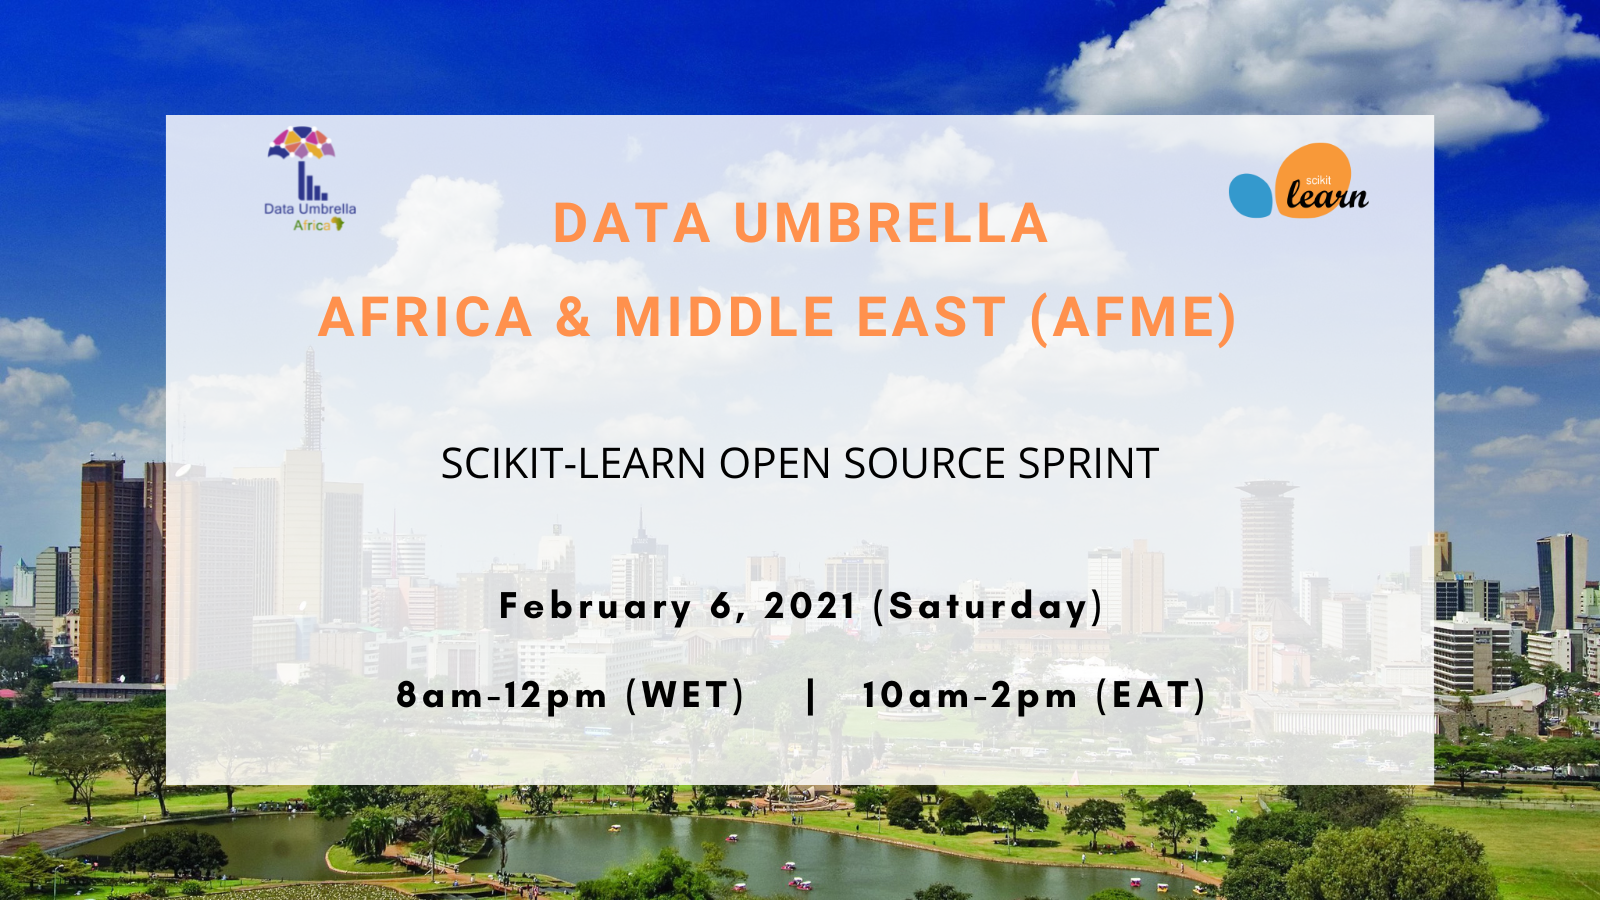 Data Umbrella
Africa
scikit
learn
DATA UMBRELLA
AFRICA & MIDDLE EAST (AFME)
SCIKIT-LEARN OPEN SOURCE SPRINT
February 6, 2021 (Saturday)
8am-12pm (WET) | 10am-2pm (EAT)